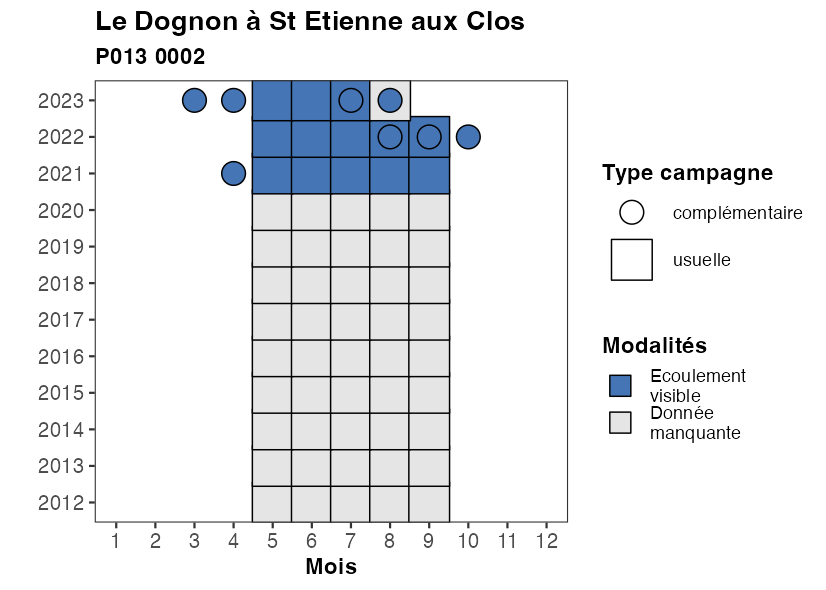 Le Dognon à St Etienne aux Clos
P013 0002
2023
2022
2021
2020
2019
2018
2017
2016
2015
2014
2013
2012
1 2 3 4 5 6 7 8 9 10 11 12
Mois
Type campagne
complémentaire
usuelle
Modalités
Ecoulement
visible
Donnée
manquante